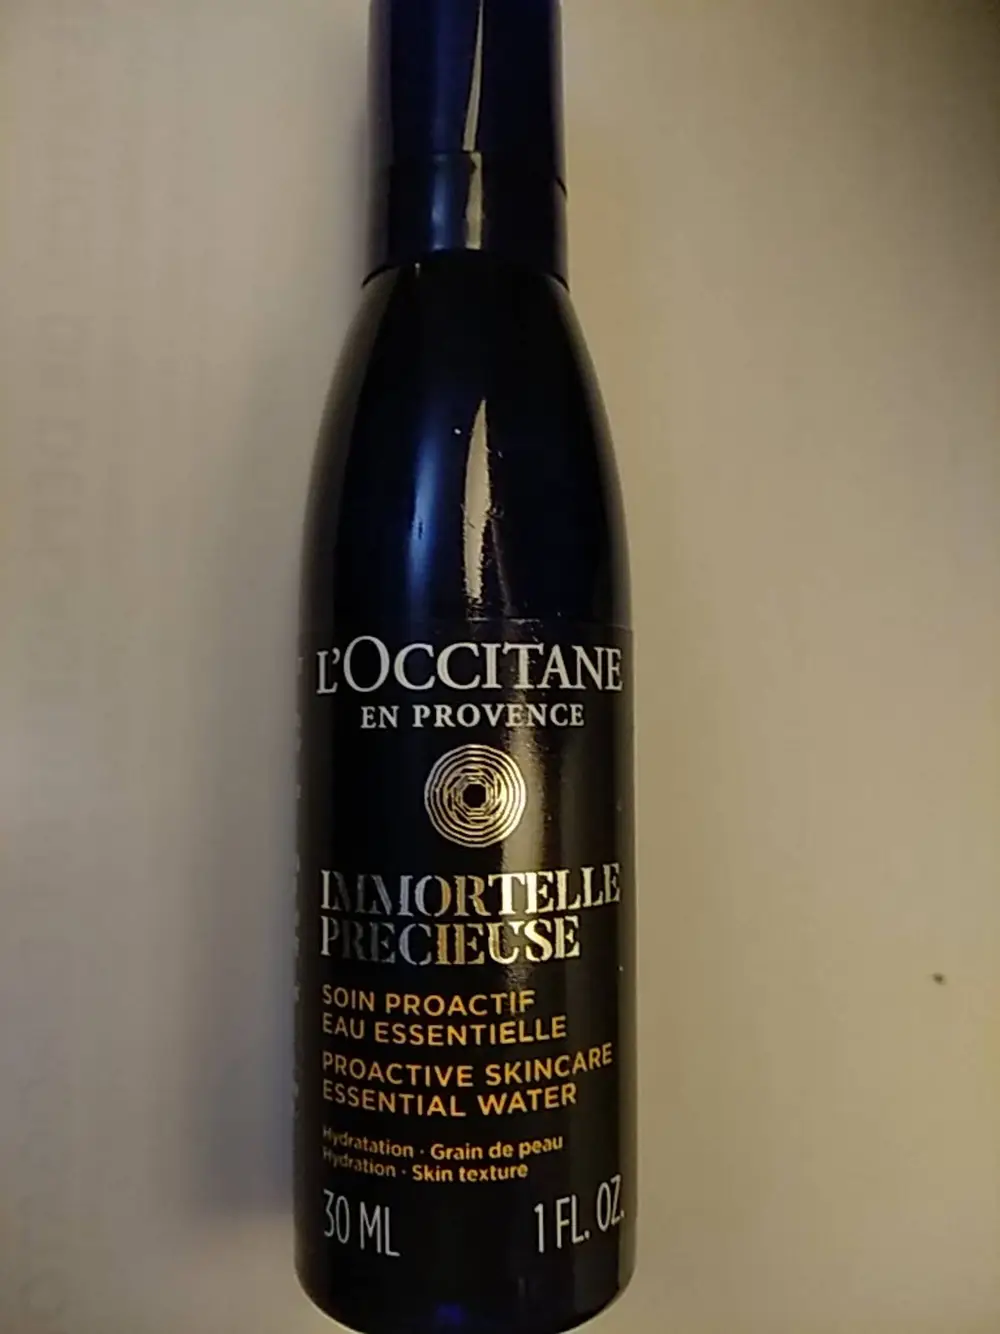 L'OCCITANE
EN PROVENCE
IMMORTELLE
PRECIEUSE
SOIN PROACTIF
EAU ESSENTIELLE
PROACTIVE SKINCARE
ESSENTIAL WATER
Hydratation · Grain de peau
Hydration · Skin texture
30 ML 1 FL. OZ.